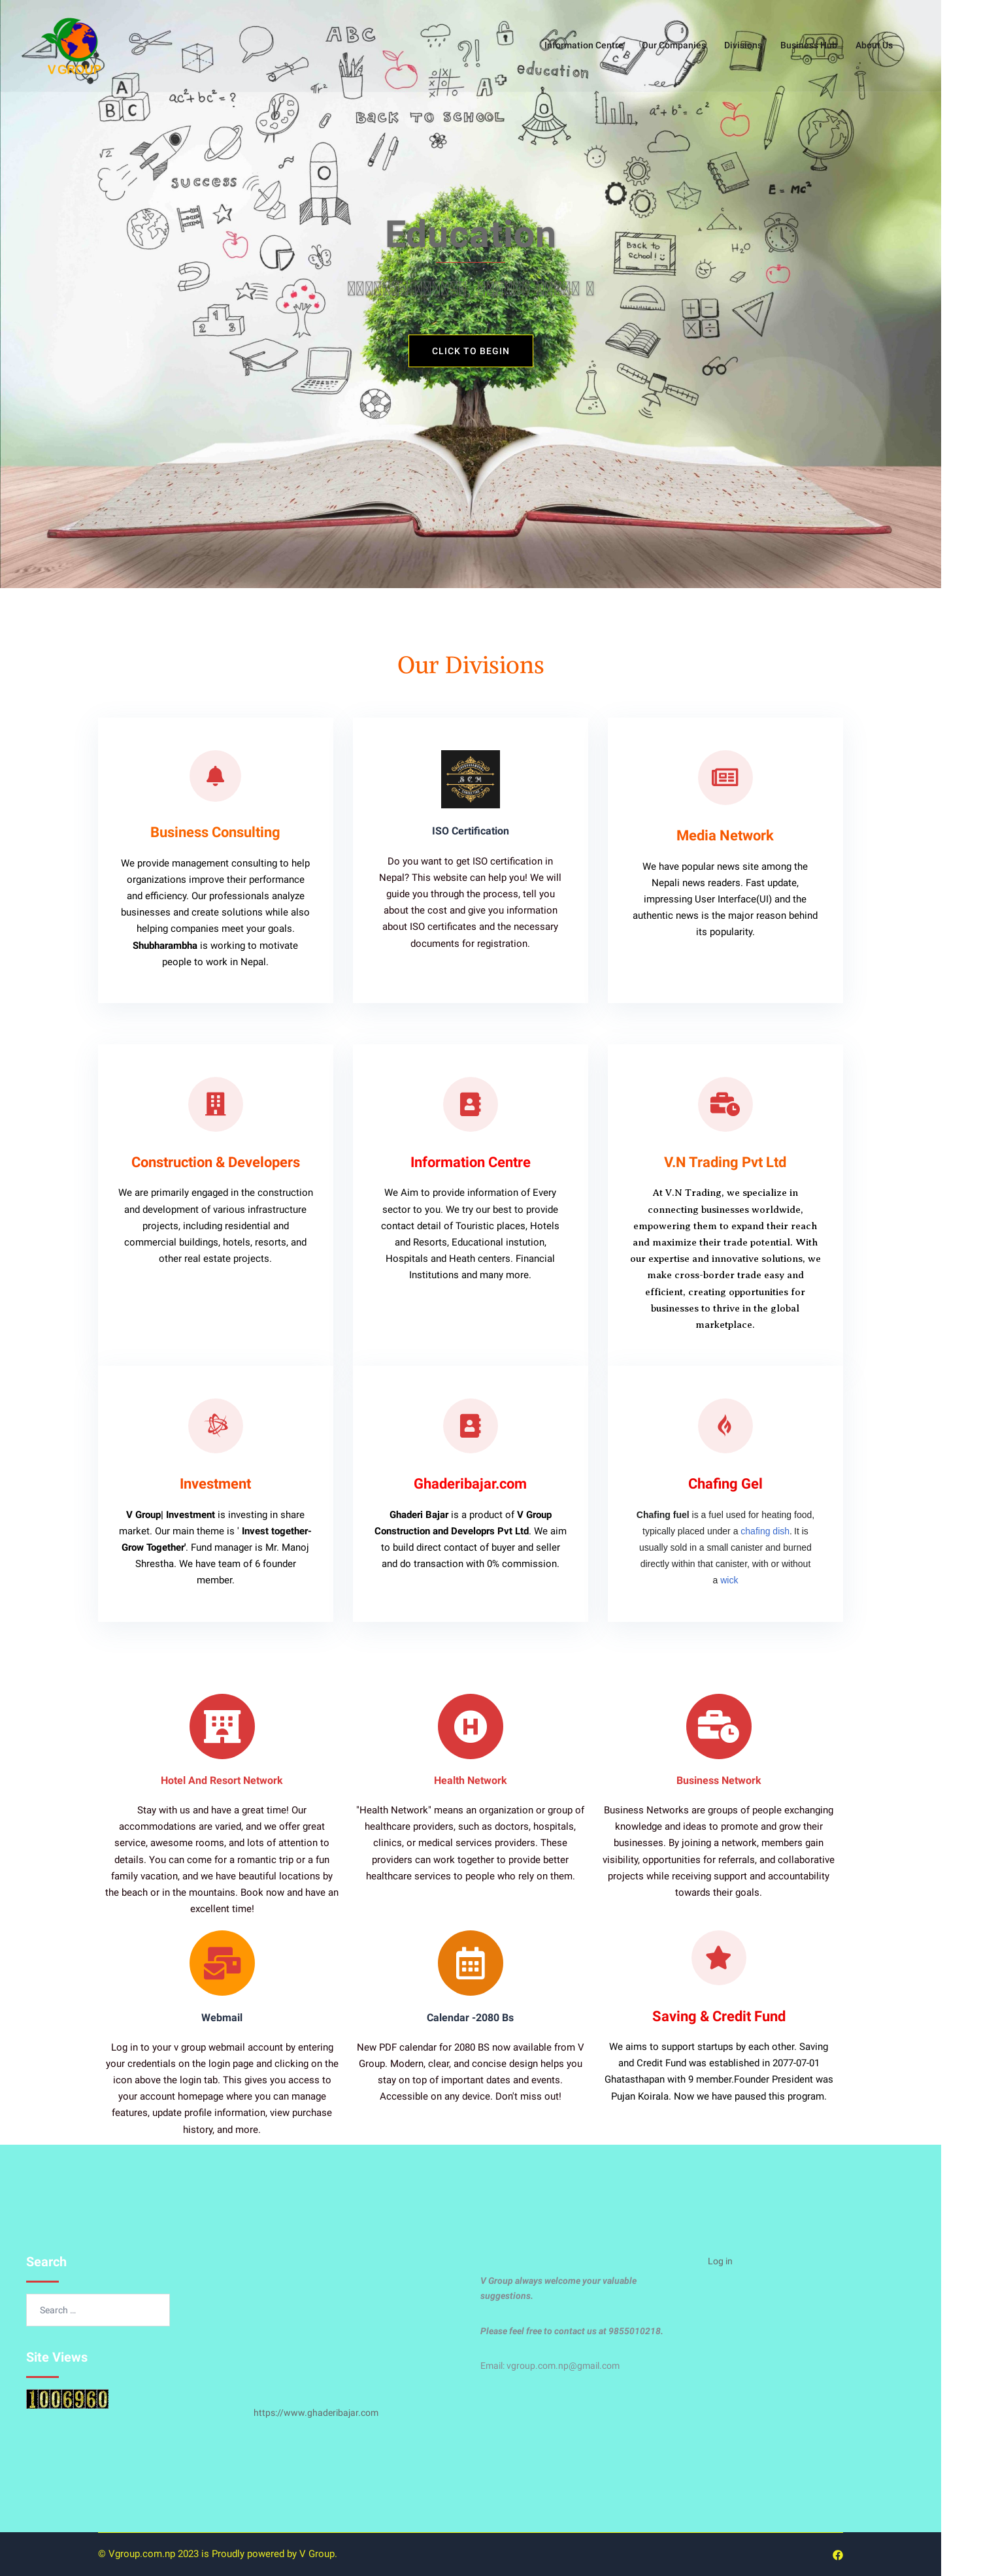 V GROUP
Information Centre
Our Companies
Divisions
Business Hub
About Us
ABC
education
BACK TO SCHOOL
success
E = mc²
Back to school!
H₂O
Education
CLICK TO BEGIN
Our Divisions
Business Consulting
We provide management consulting to help
organizations improve their performance
and efficiency. Our professionals analyze
businesses and create solutions while also
helping companies meet your goals.
Shubharambha is working to motivate
people to work in Nepal.
ISO Certification
Do you want to get ISO certification in
Nepal? This website can help you! We will
guide you through the process, tell you
about the cost and give you information
about ISO certificates and the necessary
documents for registration.
Media Network
We have popular news site among the
Nepali news readers. Fast update,
impressing User Interface(UI) and the
authentic news is the major reason behind
its popularity.
Construction & Developers
We are primarily engaged in the construction
and development of various infrastructure
projects, including residential and
commercial buildings, hotels, resorts, and
other real estate projects.
Information Centre
We Aim to provide information of Every
sector to you. We try our best to provide
contact detail of Touristic places, Hotels
and Resorts, Educational instution,
Hospitals and Heath centers. Financial
Institutions and many more.
V.N Trading Pvt Ltd
At V.N Trading, we specialize in
connecting businesses worldwide,
empowering them to expand their reach
and maximize their trade potential. With
our expertise and innovative solutions, we
make cross-border trade easy and
efficient, creating opportunities for
businesses to thrive in the global
marketplace.
Investment
V Group| Investment is investing in share
market. Our main theme is ' Invest together-
Grow Together'. Fund manager is Mr. Manoj
Shrestha. We have team of 6 founder
member.
Ghaderibajar.com
Ghaderi Bajar is a product of V Group
Construction and Developrs Pvt Ltd. We aim
to build direct contact of buyer and seller
and do transaction with 0% commission.
Chafing Gel
Chafing fuel is a fuel used for heating food,
typically placed under a chafing dish. It is
usually sold in a small canister and burned
directly within that canister, with or without
a wick
Hotel And Resort Network
Stay with us and have a great time! Our
accommodations are varied, and we offer great
service, awesome rooms, and lots of attention to
details. You can come for a romantic trip or a fun
family vacation, and we have beautiful locations by
the beach or in the mountains. Book now and have an
excellent time!
Health Network
"Health Network" means an organization or group of
healthcare providers, such as doctors, hospitals,
clinics, or medical services providers. These
providers can work together to provide better
healthcare services to people who rely on them.
Business Network
Business Networks are groups of people exchanging
knowledge and ideas to promote and grow their
businesses. By joining a network, members gain
visibility, opportunities for referrals, and collaborative
projects while receiving support and accountability
towards their goals.
Webmail
Log in to your v group webmail account by entering
your credentials on the login page and clicking on the
icon above the login tab. This gives you access to
your account homepage where you can manage
features, update profile information, view purchase
history, and more.
Calendar -2080 Bs
New PDF calendar for 2080 BS now available from V
Group. Modern, clear, and concise design helps you
stay on top of important dates and events.
Accessible on any device. Don't miss out!
Saving & Credit Fund
We aims to support startups by each other. Saving
and Credit Fund was established in 2077-07-01
Ghatasthapan with 9 member.Founder President was
Pujan Koirala. Now we have paused this program.
Search
Search …
Site Views
1006960
https://www.ghaderibajar.com
V Group always welcome your valuable
suggestions.
Please feel free to contact us at 9855010218.
Email: vgroup.com.np@gmail.com
Log in
© Vgroup.com.np 2023 is Proudly powered by V Group.